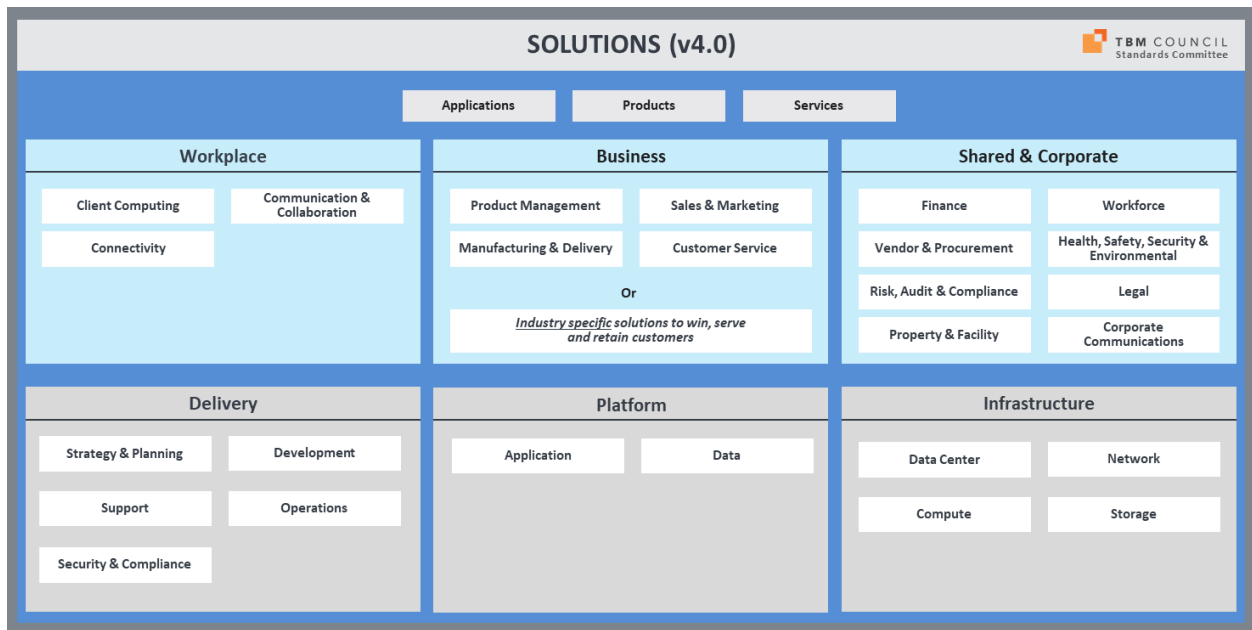 SOLUTIONS (v4.0)
TBM COUNCIL
Standards Committee
Applications
Products
Services
Workplace
Client Computing
Communication &
Collaboration
Connectivity
Business
Product Management
Sales & Marketing
Manufacturing & Delivery
Customer Service
Or
Industry specific solutions to win, serve
and retain customers
Shared & Corporate
Finance
Workforce
Vendor & Procurement
Health, Safety, Security &
Environmental
Risk, Audit & Compliance
Legal
Property & Facility
Corporate
Communications
Delivery
Strategy & Planning
Development
Support
Operations
Security & Compliance
Platform
Application
Data
Infrastructure
Data Center
Network
Compute
Storage